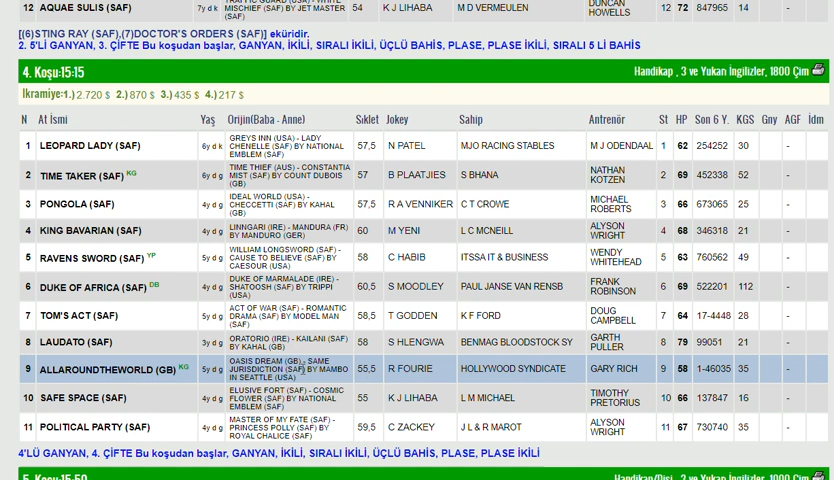 12 AQUAE SULIS (SAF) 7y d k MISCHIEF (SAF) BY JET MASTER (SAF) 54 K J LIHABA M D VERMEULEN DUNCAN HOWELLS 12 72 847965 14 -
[(6)STING RAY (SAF),(7)DOCTOR'S ORDERS (SAF)] eküridir.
2. 5'Lİ GANYAN, 3. ÇİFTE Bu koşudan başlar, GANYAN, İKİLİ, SIRALI İKİLİ, ÜÇLÜ BAHİS, PLASE, PLASE İKİLİ, SIRALI 5 Lİ BAHİS
4. Koşu:15:15 Handikap , 3 ve Yukarı İngilizler, 1800 Çim
İkramiye:1.) 2.720 $ 2.) 870 $ 3.) 435 $ 4.) 217 $
N At İsmi Yaş Orijin(Baba - Anne) Sıklet Jokey Sahip Antrenör St HP Son 6 Y. KGS Gny AGF İdm
1 LEOPARD LADY (SAF) 6y d k GREYS INN (USA) - LADY CHENELLE (SAF) BY NATIONAL EMBLEM (SAF) 57,5 N PATEL MJO RACING STABLES M J ODENDAAL 1 62 254252 30 -
2 TIME TAKER (SAF) KG 6y d g TIME THIEF (AUS) - CONSTANTIA MIST (SAF) BY COUNT DUBOIS (GB) 57 B PLAATJIES S BHANA NATHAN KOTZEN 2 69 452338 52 -
3 PONGOLA (SAF) 4y d g IDEAL WORLD (USA) - CHECCETTI (SAF) BY KAHAL (GB) 57,5 R A VENNIKER C T CROWE MICHAEL ROBERTS 3 66 673065 25 -
4 KING BAVARIAN (SAF) 4y d g LINNGARI (IRE) - MANDURA (FR) BY MANDURO (GER) 60 M YENI L C MCNEILL ALYSON WRIGHT 4 68 346318 21 -
5 RAVENS SWORD (SAF) YP 5y d g WILLIAM LONGSWORD (SAF) - CAUSE TO BELIEVE (SAF) BY CAESOUR (USA) 58 C HABIB ITSSA IT & BUSINESS WENDY WHITEHEAD 5 63 760562 49 -
6 DUKE OF AFRICA (SAF) DB 4y d g DUKE OF MARMALADE (IRE) - SHATOOSH (SAF) BY TRIPPI (USA) 60,5 S MOODLEY PAUL JANSE VAN RENSB FRANK ROBINSON 6 69 522201 112 -
7 TOM'S ACT (SAF) 5y d g ACT OF WAR (SAF) - ROMANTIC DRAMA (SAF) BY MODEL MAN (SAF) 58,5 T GODDEN K F FORD DOUG CAMPBELL 7 64 17-4448 28 -
8 LAUDATO (SAF) 3y d g ORATORIO (IRE) - KAILANI (SAF) BY KAHAL (GB) 58 S HLENGWA BENMAG BLOODSTOCK SY GARTH PULLER 8 79 99051 21 -
9 ALLAROUNDTHEWORLD (GB) KG 5y d g OASIS DREAM (GB) - SAME JURISDICTION (SAF) BY MAMBO IN SEATTLE (USA) 55,5 R FOURIE HOLLYWOOD SYNDICATE GARY RICH 9 58 1-46035 35 -
10 SAFE SPACE (SAF) 4y d g ELUSIVE FORT (SAF) - COSMIC FLOWER (SAF) BY NATIONAL EMBLEM (SAF) 55 K J LIHABA L M MICHAEL TIMOTHY PRETORIUS 10 66 137847 16 -
11 POLITICAL PARTY (SAF) 4y d g MASTER OF MY FATE (SAF) - PRINCESS POLLY (SAF) BY ROYAL CHALICE (SAF) 59,5 C ZACKEY J L & R MAROT ALYSON WRIGHT 11 67 730740 35 -
4'LÜ GANYAN, 4. ÇİFTE Bu koşudan başlar, GANYAN, İKİLİ, SIRALI İKİLİ, ÜÇLÜ BAHİS, PLASE, PLASE İKİLİ
5. Koşu:15:50 Handikap/Dişi , 3 ve Yukarı İngilizler, 1000 Çim